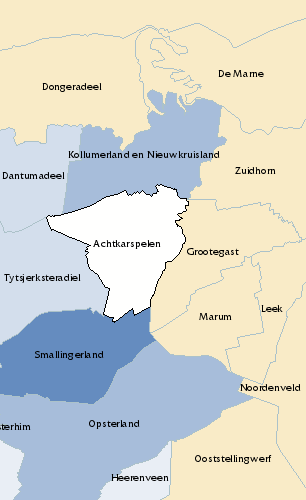 De Marne
Dongeradeel
Kollumerland en Nieuwkruisland
Zuidhorn
Dantumadeel
Achtkarspelen
Grootegast
Tytsjerksteradiel
Leek
Marum
Smallingerland
Noordenveld
Opsterland
sterhim
Ooststellingwerf
Heerenveen